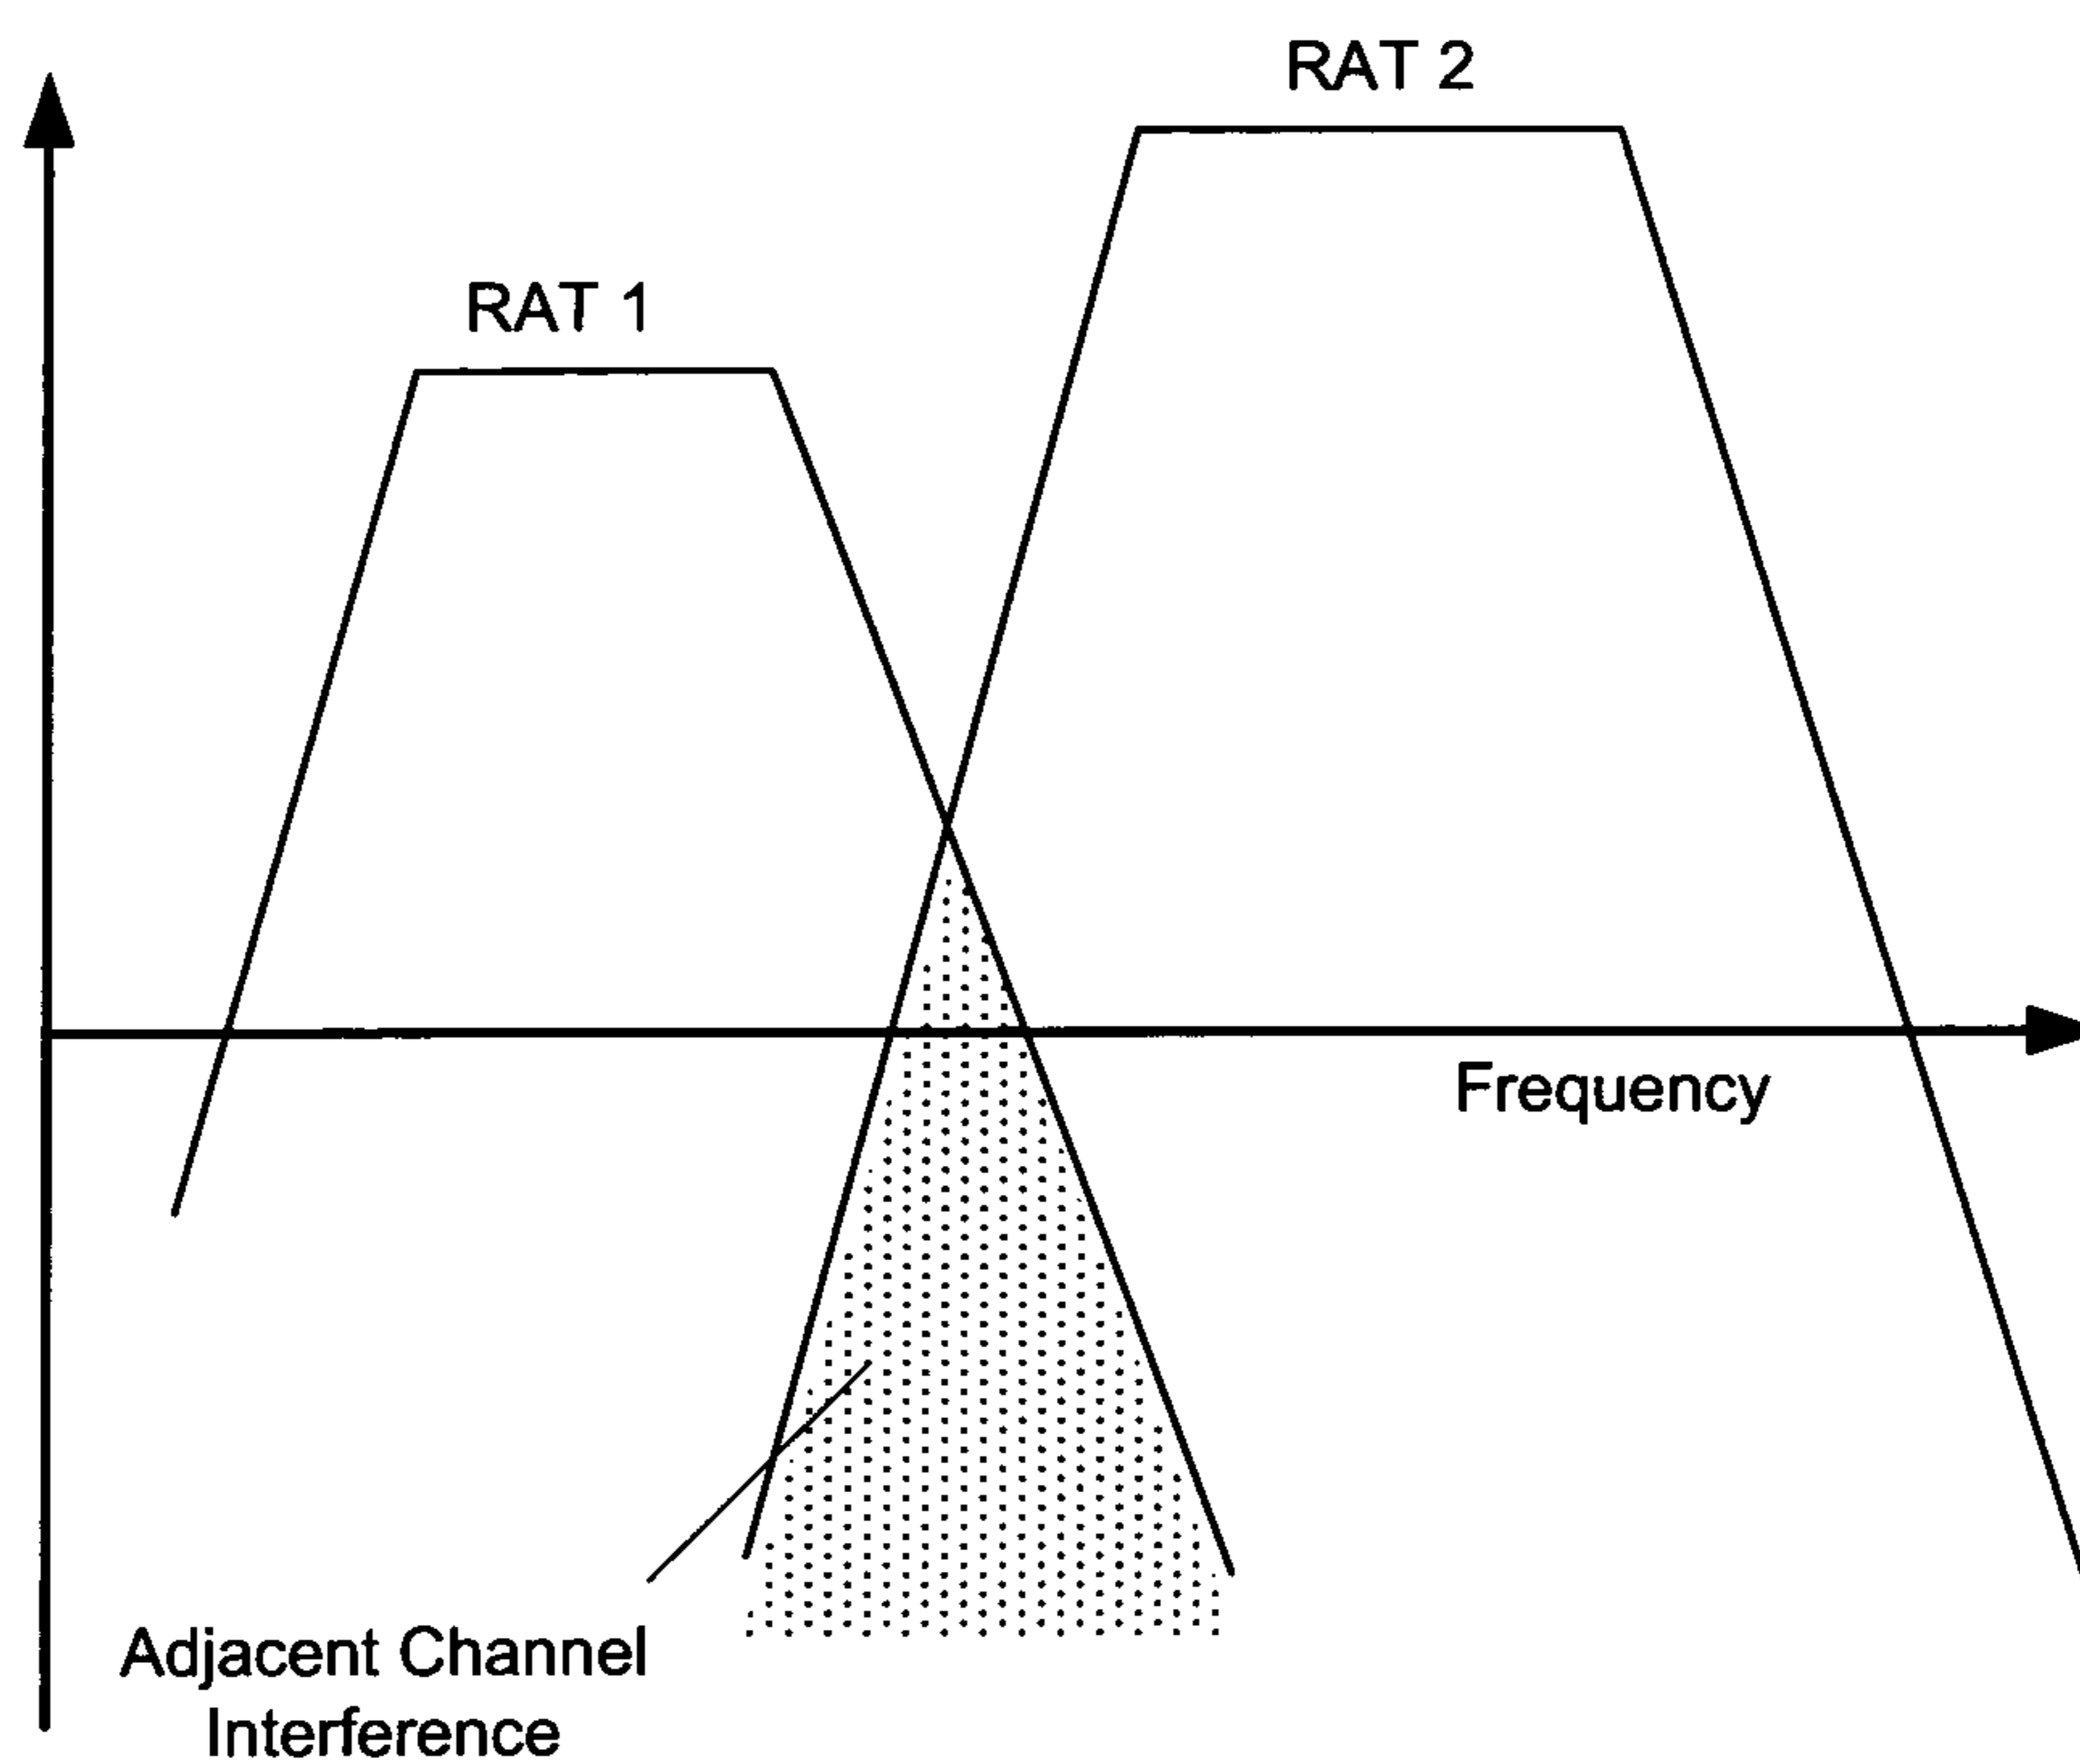 RAT 2
RAT 1
Frequency
Adjacent Channel
Interference